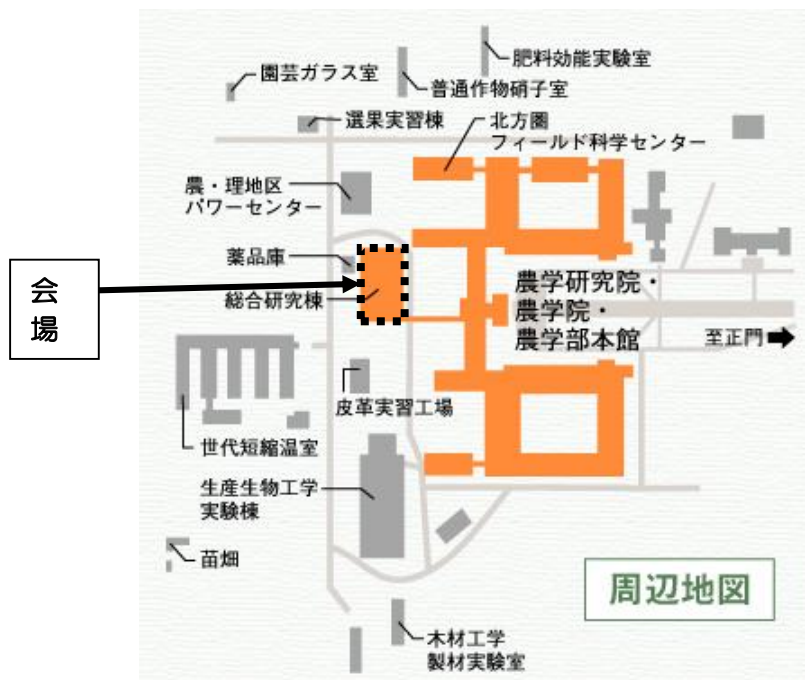 肥料効能実験室
園芸ガラス室
普通作物硝子室
選果実習棟
北方圏
フィールド科学センター
農・理地区
パワーセンター
薬品庫
会
場
総合研究棟
農学研究院・
農学院・
農学部本館
至正門
皮革実習工場
世代短縮温室
生産生物工学
実験棟
苗畑
周辺地図
木材工学
製材実験室